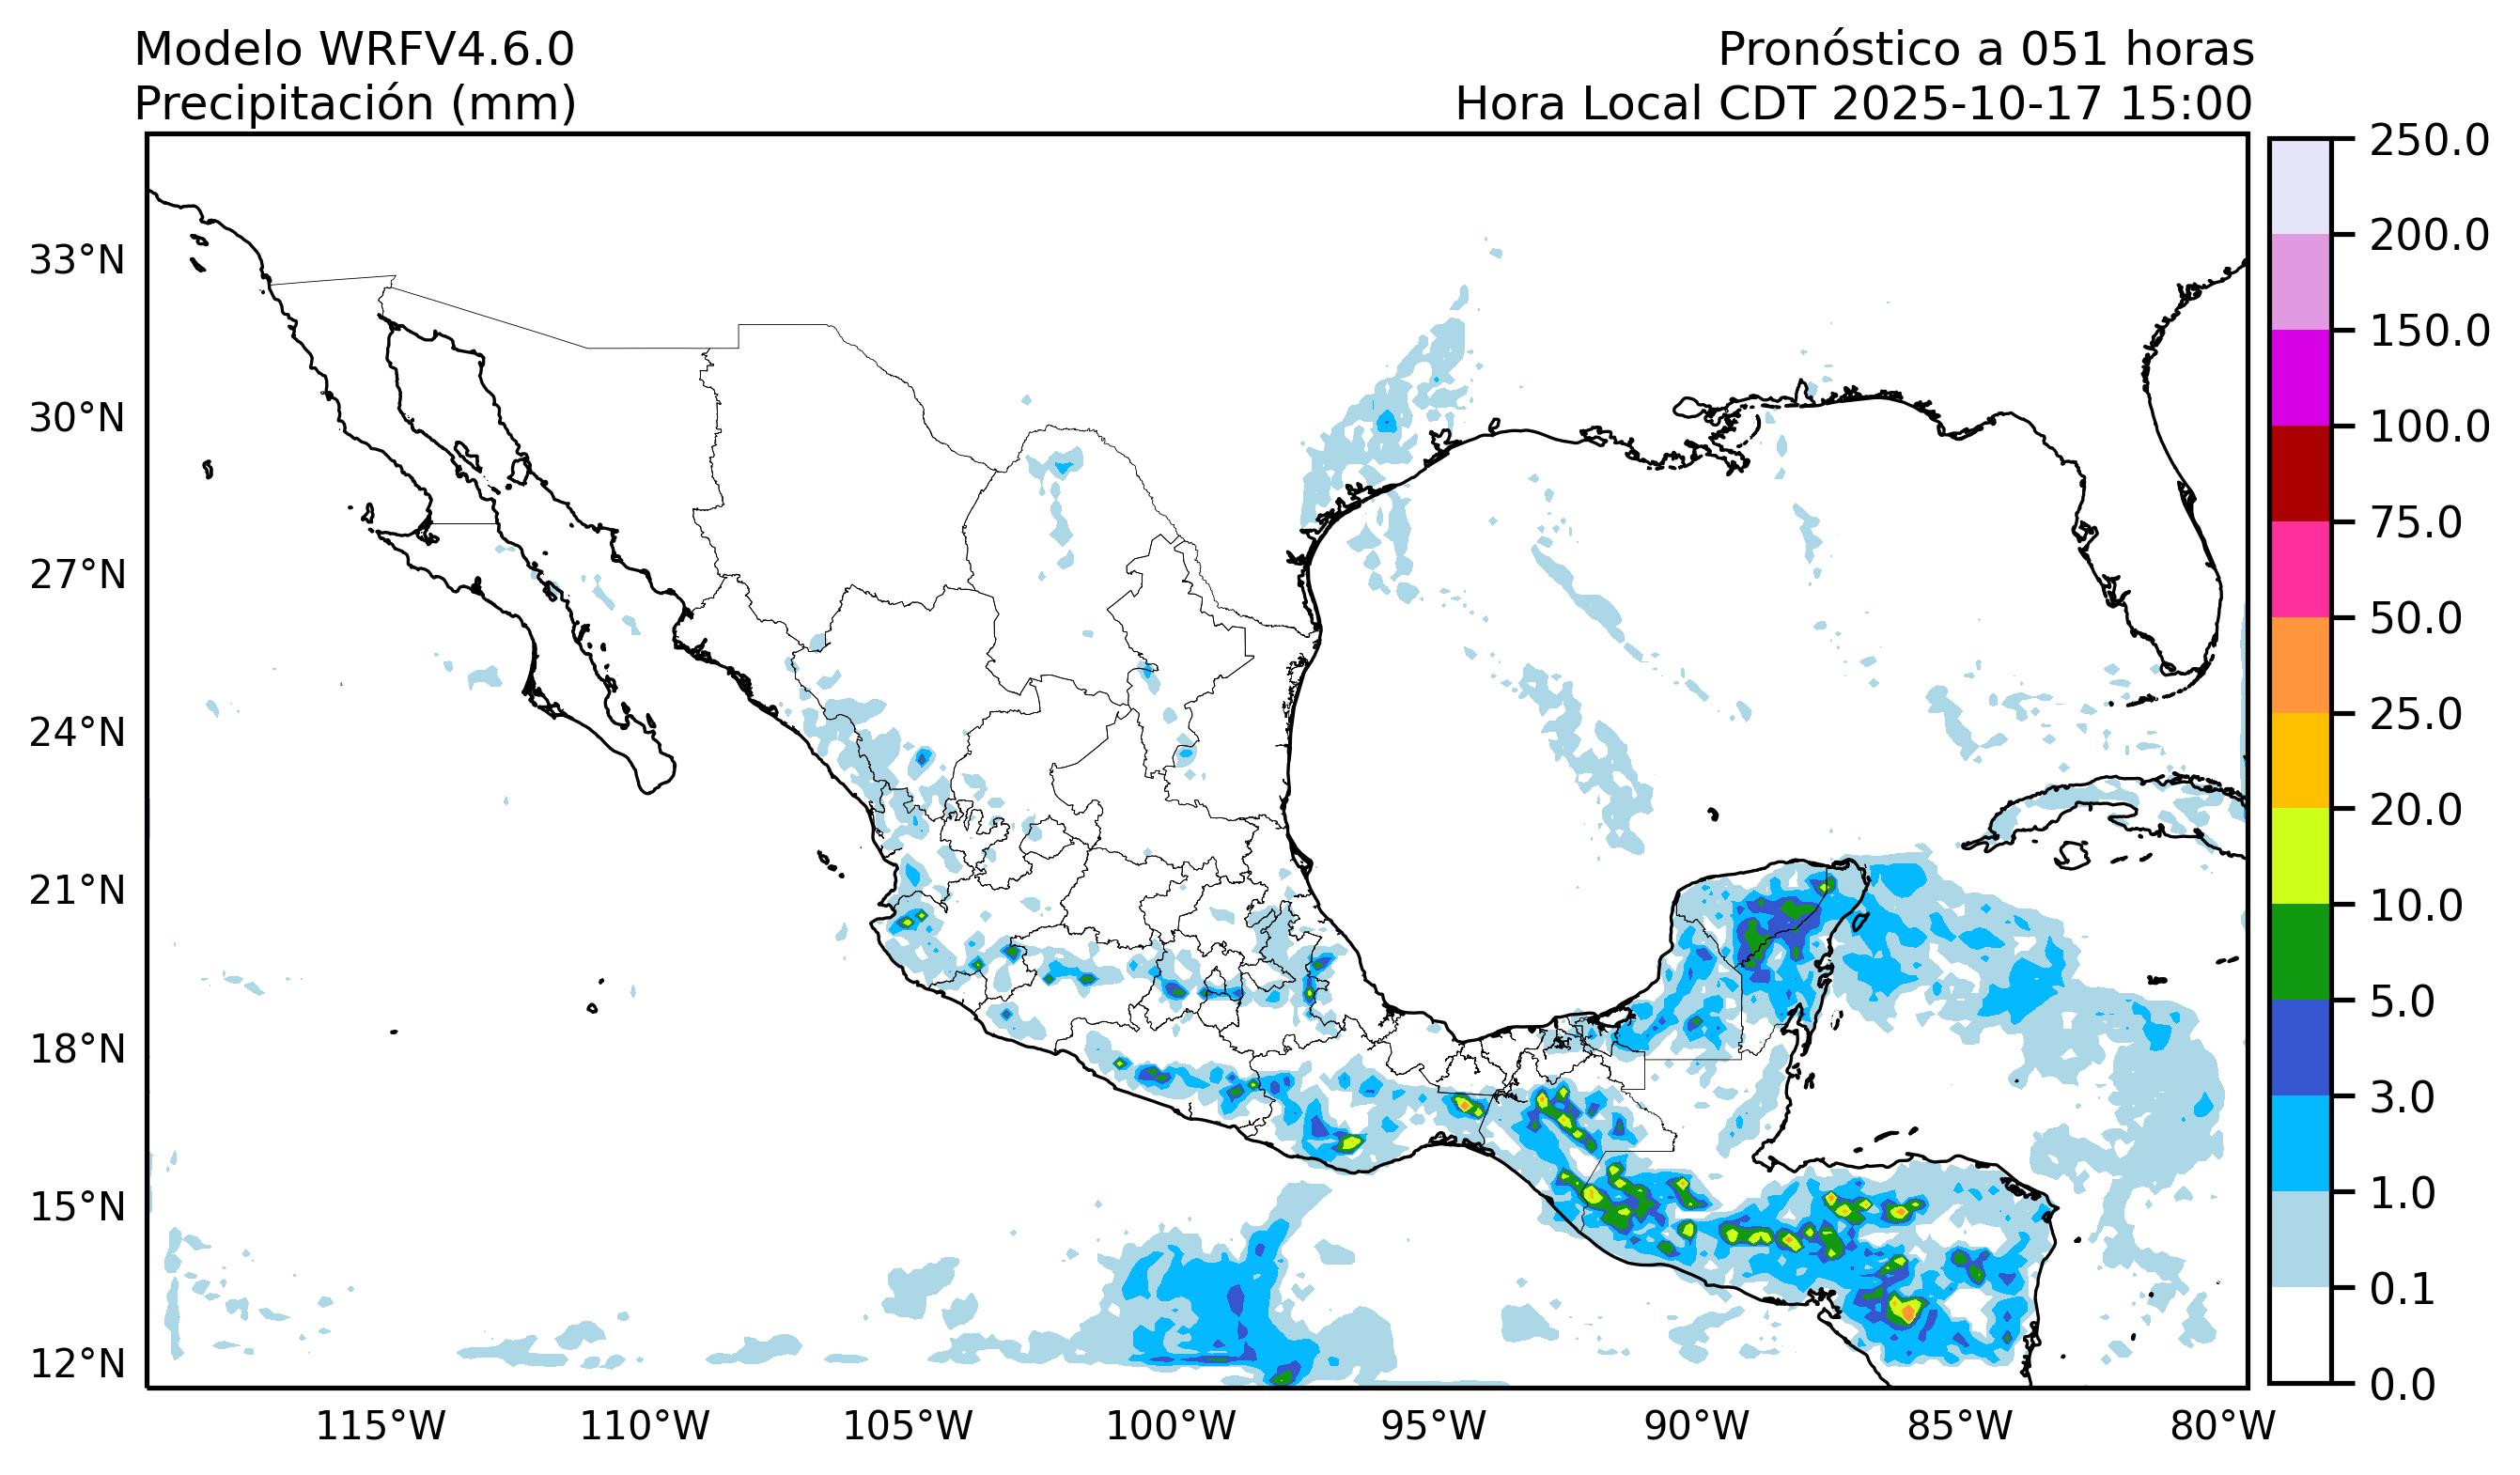 Modelo WRFV4.6.0
Precipitación (mm)
Pronóstico a 051 horas
Hora Local CDT 2025-10-17 15:00
33°N
30°N
27°N
24°N
21°N
18°N
15°N
12°N
115°W
110°W
105°W
100°W
95°W
90°W
85°W
80°W
250.0
200.0
150.0
100.0
75.0
50.0
25.0
20.0
10.0
5.0
3.0
1.0
0.1
0.0